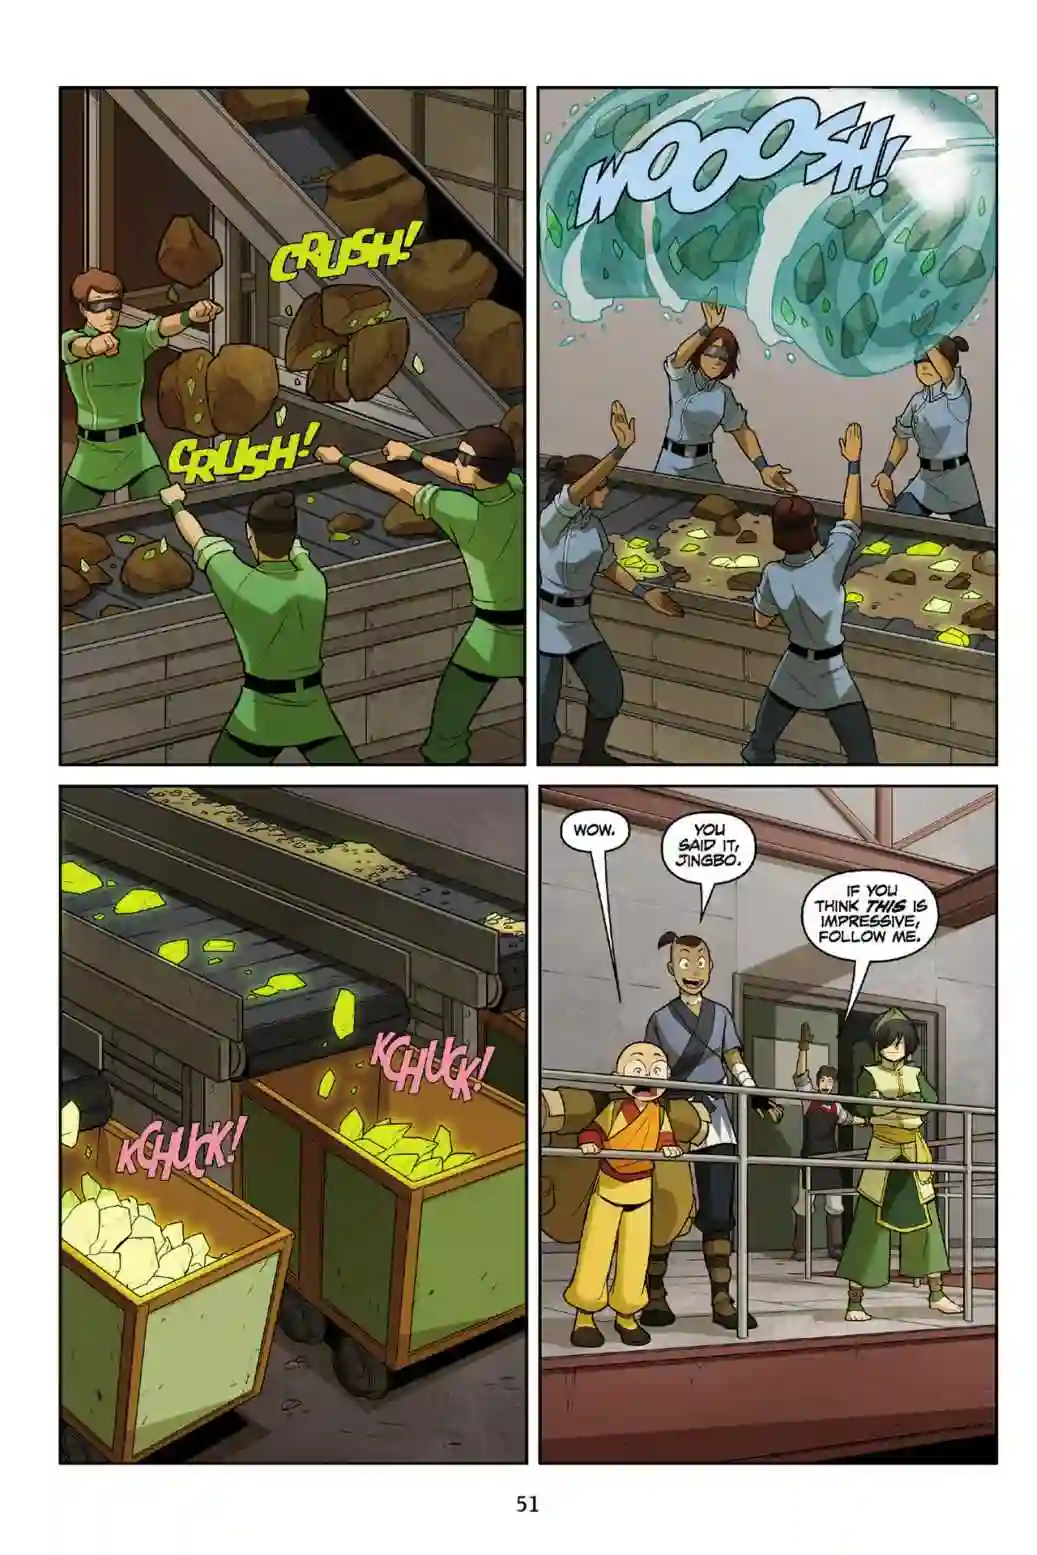 CRUSH!
CRUSH!
WOOOSH!
KCHUCK!
KCHUCK!
WOW.
YOU
SAID IT,
JINGBO.
IF YOU
THINK THIS IS
IMPRESSIVE,
FOLLOW ME.
51